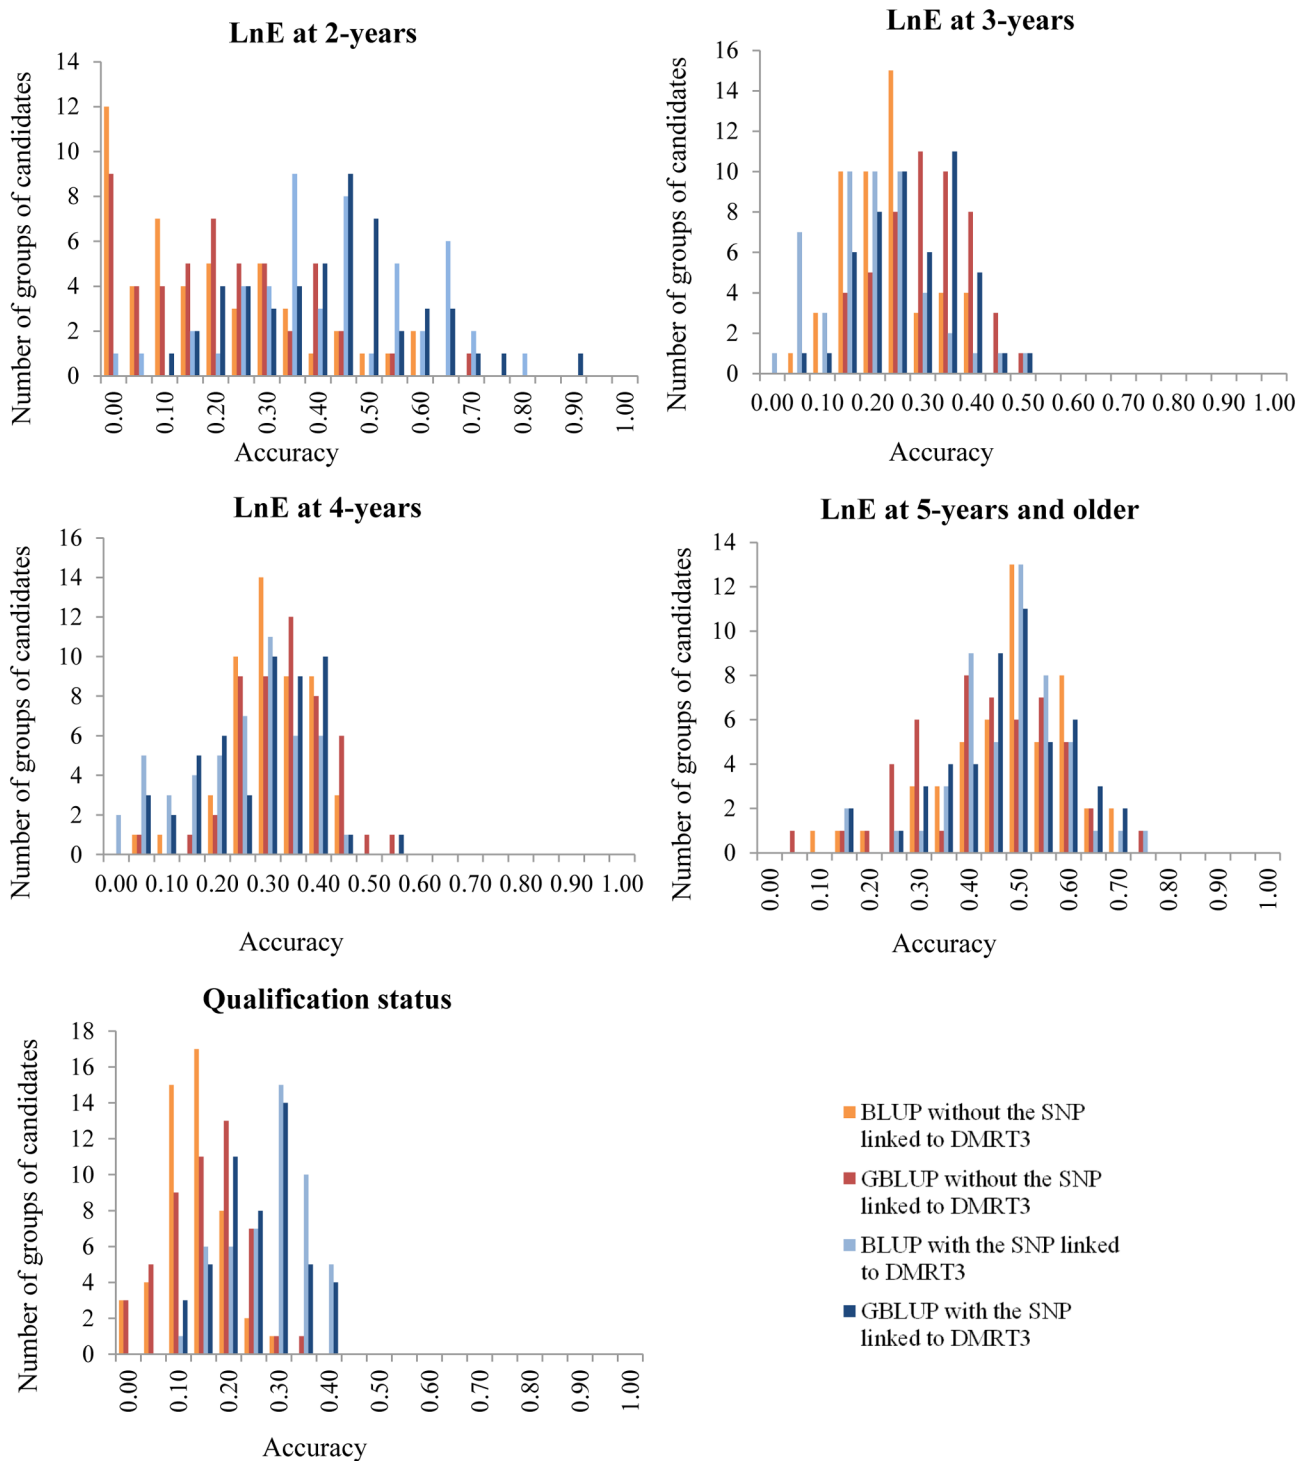 LnE at 2-years
Number of groups of candidates
14
12
10
8
6
4
2
0
0.00 0.10 0.20 0.30 0.40 0.50 0.60 0.70 0.80 0.90 1.00
Accuracy
LnE at 3-years
Number of groups of candidates
16
14
12
10
8
6
4
2
0
0.00 0.10 0.20 0.30 0.40 0.50 0.60 0.70 0.80 0.90 1.00
Accuracy
LnE at 4-years
Number of groups of candidates
16
14
12
10
8
6
4
2
0
0.00 0.10 0.20 0.30 0.40 0.50 0.60 0.70 0.80 0.90 1.00
Accuracy
LnE at 5-years and older
Number of groups of candidates
14
12
10
8
6
4
2
0
0.00 0.10 0.20 0.30 0.40 0.50 0.60 0.70 0.80 0.90 1.00
Accuracy
Qualification status
Number of groups of candidates
18
16
14
12
10
8
6
4
2
0
0.00 0.10 0.20 0.30 0.40 0.50 0.60 0.70 0.80 0.90 1.00
Accuracy
BLUP without the SNP
linked to DMRT3
GBLUP without the SNP
linked to DMRT3
BLUP with the SNP linked
to DMRT3
GBLUP with the SNP
linked to DMRT3